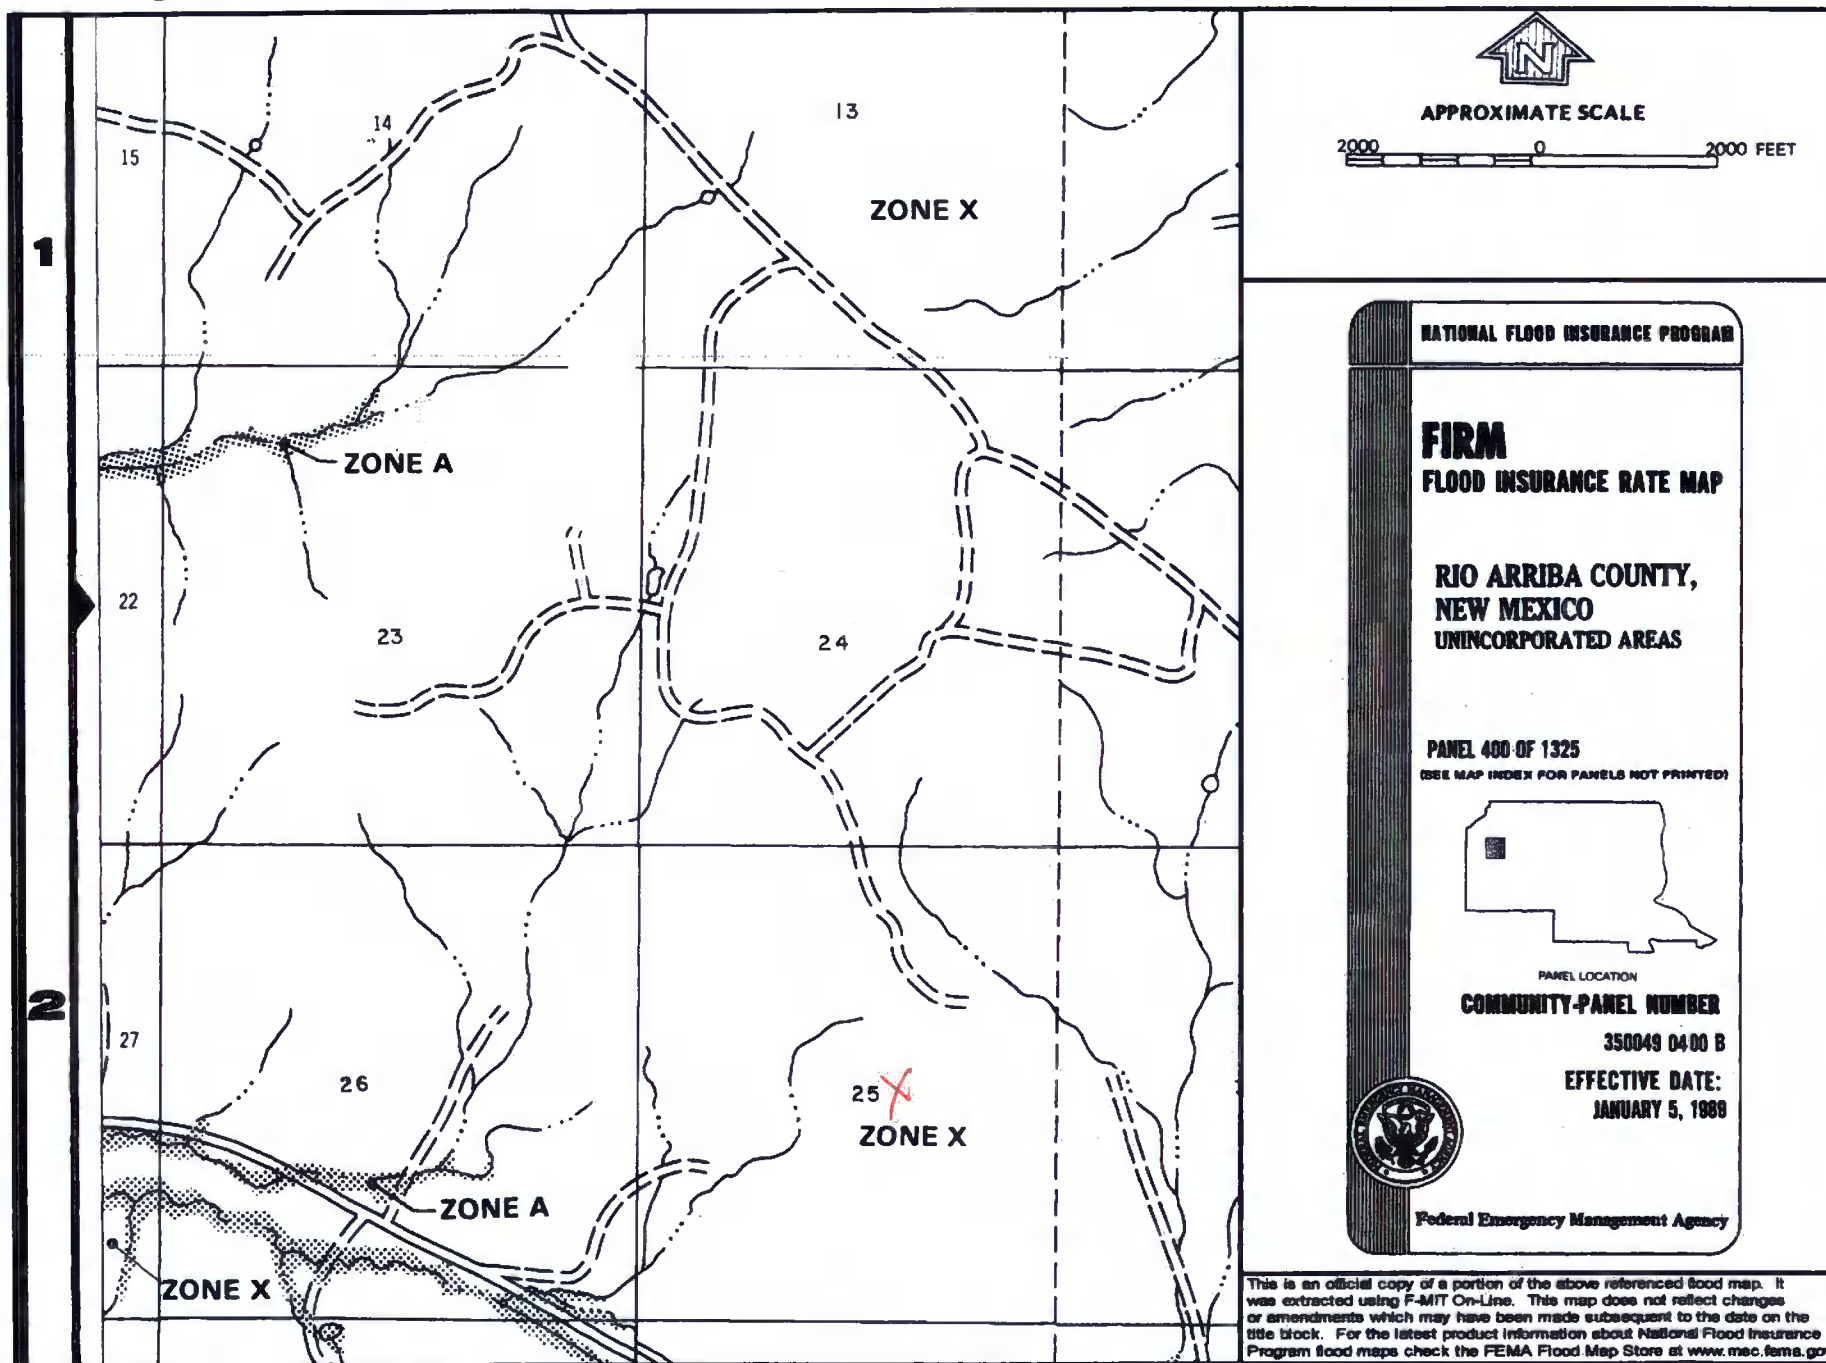 1
2
15
14
13
ZONE X
ZONE A
22
23
24
27
26
25 X
ZONE X
ZONE A
ZONE X
N
APPROXIMATE SCALE
2000 0 2000 FEET
NATIONAL FLOOD INSURANCE PROGRAM
FIRM
FLOOD INSURANCE RATE MAP
RIO ARRIBA COUNTY,
NEW MEXICO
UNINCORPORATED AREAS
PANEL 400 OF 1325
(SEE MAP INDEX FOR PANELS NOT PRINTED)
PANEL LOCATION
COMMUNITY-PANEL NUMBER
350049 0400 B
EFFECTIVE DATE:
JANUARY 5, 1989
Federal Emergency Management Agency
This is an official copy of a portion of the above referenced flood map. It
was extracted using F-MIT On-Line. This map does not reflect changes
or amendments which may have been made subsequent to the date on the
title block. For the latest product information about National Flood Insurance
Program flood maps check the FEMA Flood Map Store at www.msc.fema.gov